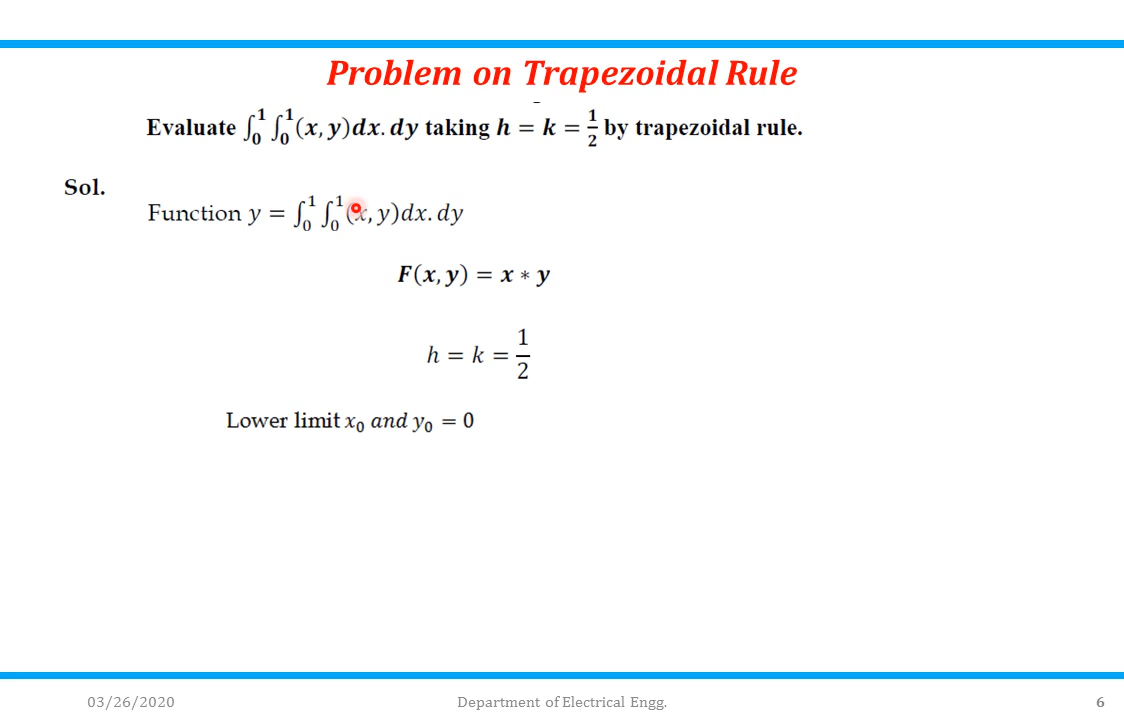 Problem on Trapezoidal Rule
Evaluate ∫₀¹ ∫₀¹(x, y)dx. dy taking h = k = 1/2 by trapezoidal rule.
Sol.
Function y = ∫₀¹ ∫₀¹(x, y)dx. dy
F(x, y) = x * y
h = k = 1/2
Lower limit x₀ and y₀ = 0
03/26/2020 Department of Electrical Engg. 6